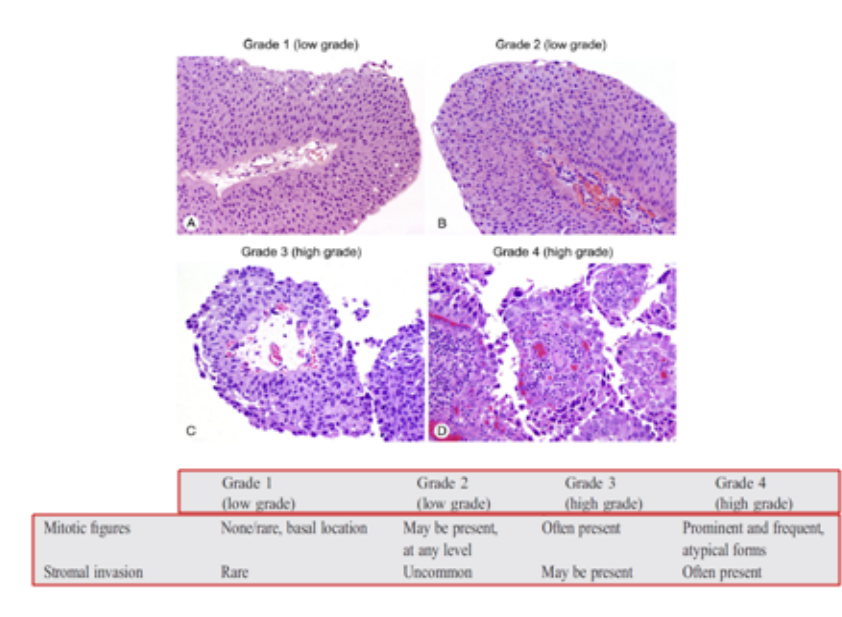 Grade 1 (low grade)
Grade 2 (low grade)
A
B
Grade 3 (high grade)
Grade 4 (high grade)
C
D
Grade 1 Grade 2 Grade 3 Grade 4
(low grade) (low grade) (high grade) (high grade)
Mitotic figures None/rare, basal location May be present, Often present Prominent and frequent,
at any level atypical forms
Stromal invasion Rare Uncommon May be present Often present